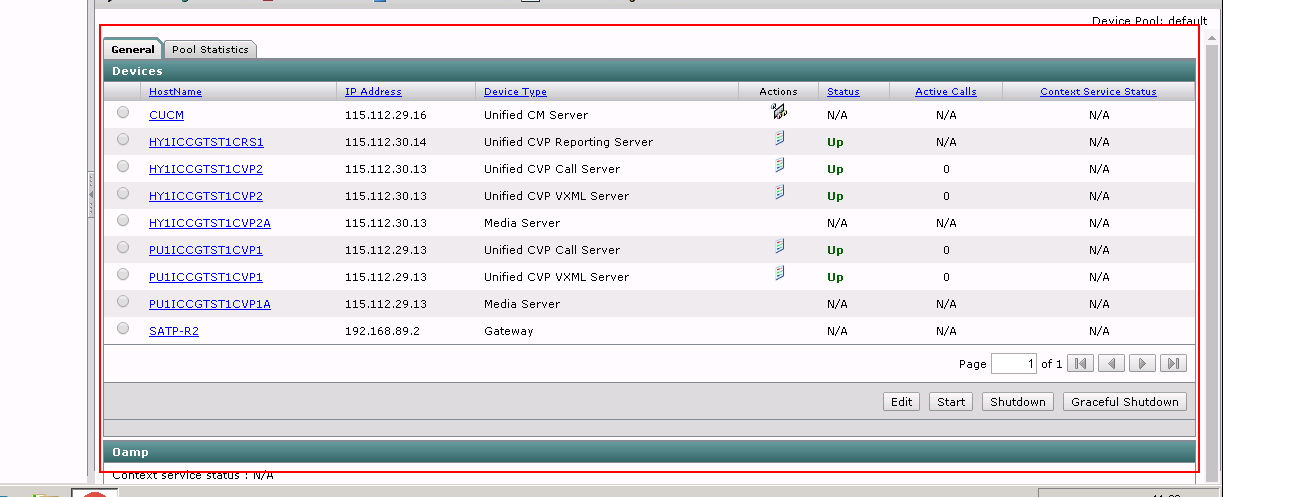 Device Pool: default
General Pool Statistics
Devices
HostName IP Address Device Type Actions Status Active Calls Context Service Status
CUCM 115.112.29.16 Unified CM Server N/A N/A N/A
HY1ICCGTST1CRS1 115.112.30.14 Unified CVP Reporting Server Up N/A N/A
HY1ICCGTST1CVP2 115.112.30.13 Unified CVP Call Server Up 0 N/A
HY1ICCGTST1CVP2 115.112.30.13 Unified CVP VXML Server Up 0 N/A
HY1ICCGTST1CVP2A 115.112.30.13 Media Server N/A N/A N/A
PU1ICCGTST1CVP1 115.112.29.13 Unified CVP Call Server Up 0 N/A
PU1ICCGTST1CVP1 115.112.29.13 Unified CVP VXML Server Up 0 N/A
PU1ICCGTST1CVP1A 115.112.29.13 Media Server N/A N/A N/A
SATP-R2 192.168.89.2 Gateway N/A N/A N/A
Page 1 of 1
Edit Start Shutdown Graceful Shutdown
Oamp
Context service status : N/A